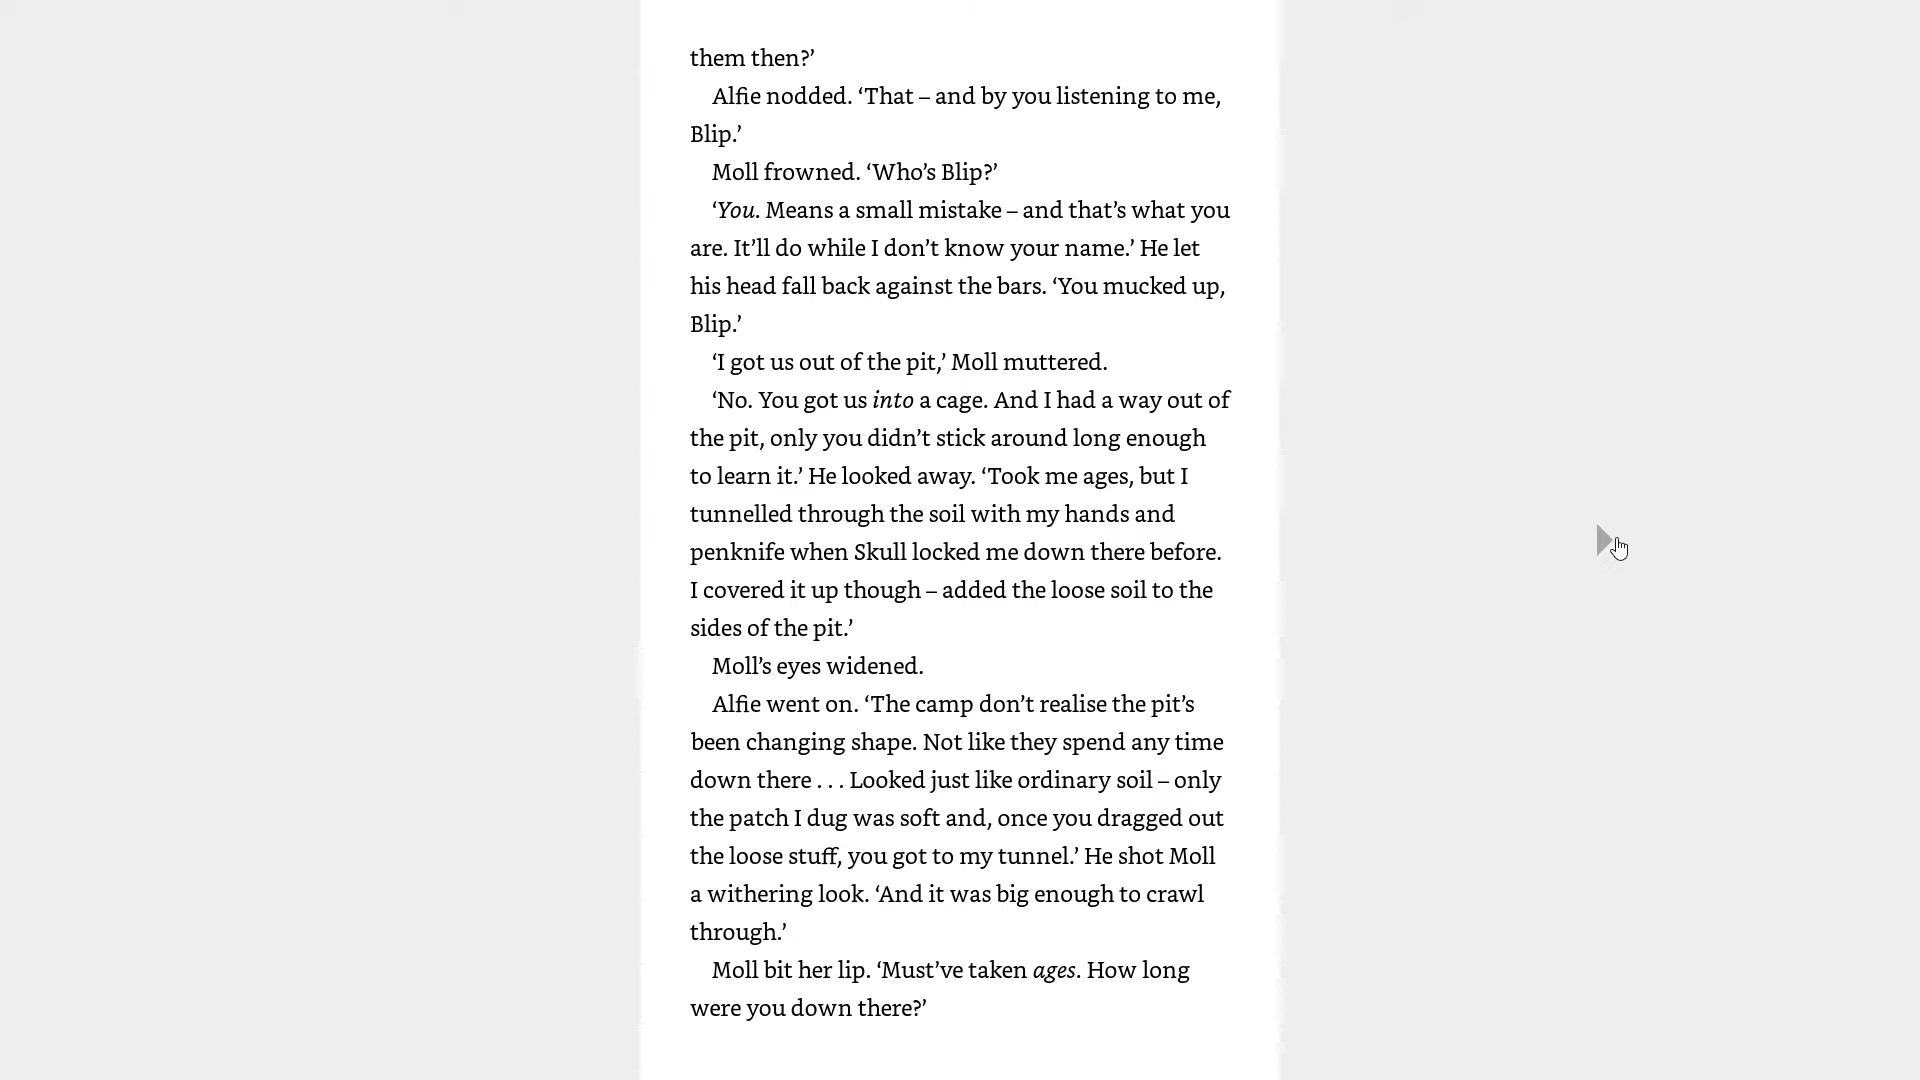 them then?’
Alfie nodded. ‘That – and by you listening to me,
Blip.’
Moll frowned. ‘Who’s Blip?’
‘You. Means a small mistake – and that’s what you
are. It’ll do while I don’t know your name.’ He let
his head fall back against the bars. ‘You mucked up,
Blip.’
‘I got us out of the pit,’ Moll muttered.
‘No. You got us into a cage. And I had a way out of
the pit, only you didn’t stick around long enough
to learn it.’ He looked away. ‘Took me ages, but I
tunnelled through the soil with my hands and
penknife when Skull locked me down there before.
I covered it up though – added the loose soil to the
sides of the pit.’
Moll’s eyes widened.
Alfie went on. ‘The camp don’t realise the pit’s
been changing shape. Not like they spend any time
down there . . . Looked just like ordinary soil – only
the patch I dug was soft and, once you dragged out
the loose stuff, you got to my tunnel.’ He shot Moll
a withering look. ‘And it was big enough to crawl
through.’
Moll bit her lip. ‘Must’ve taken ages. How long
were you down there?’